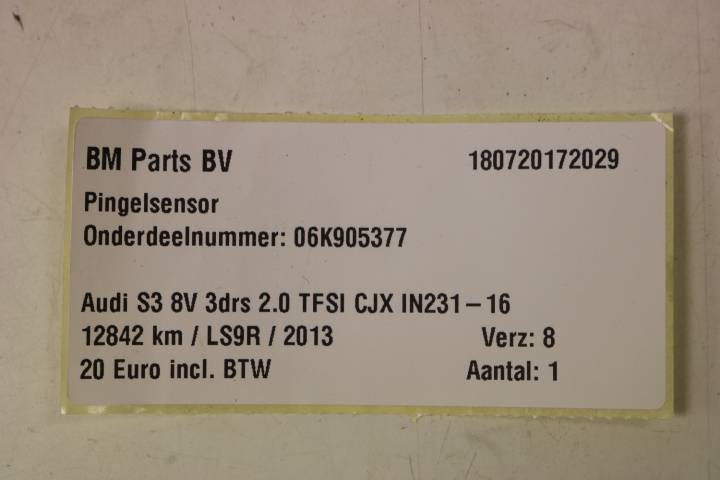 BM Parts BV 180720172029
Pingelsensor
Onderdeelnummer: 06K905377
Audi S3 8V 3drs 2.0 TFSI CJX IN231-16
12842 km / LS9R / 2013 Verz: 8
20 Euro incl. BTW Aantal: 1